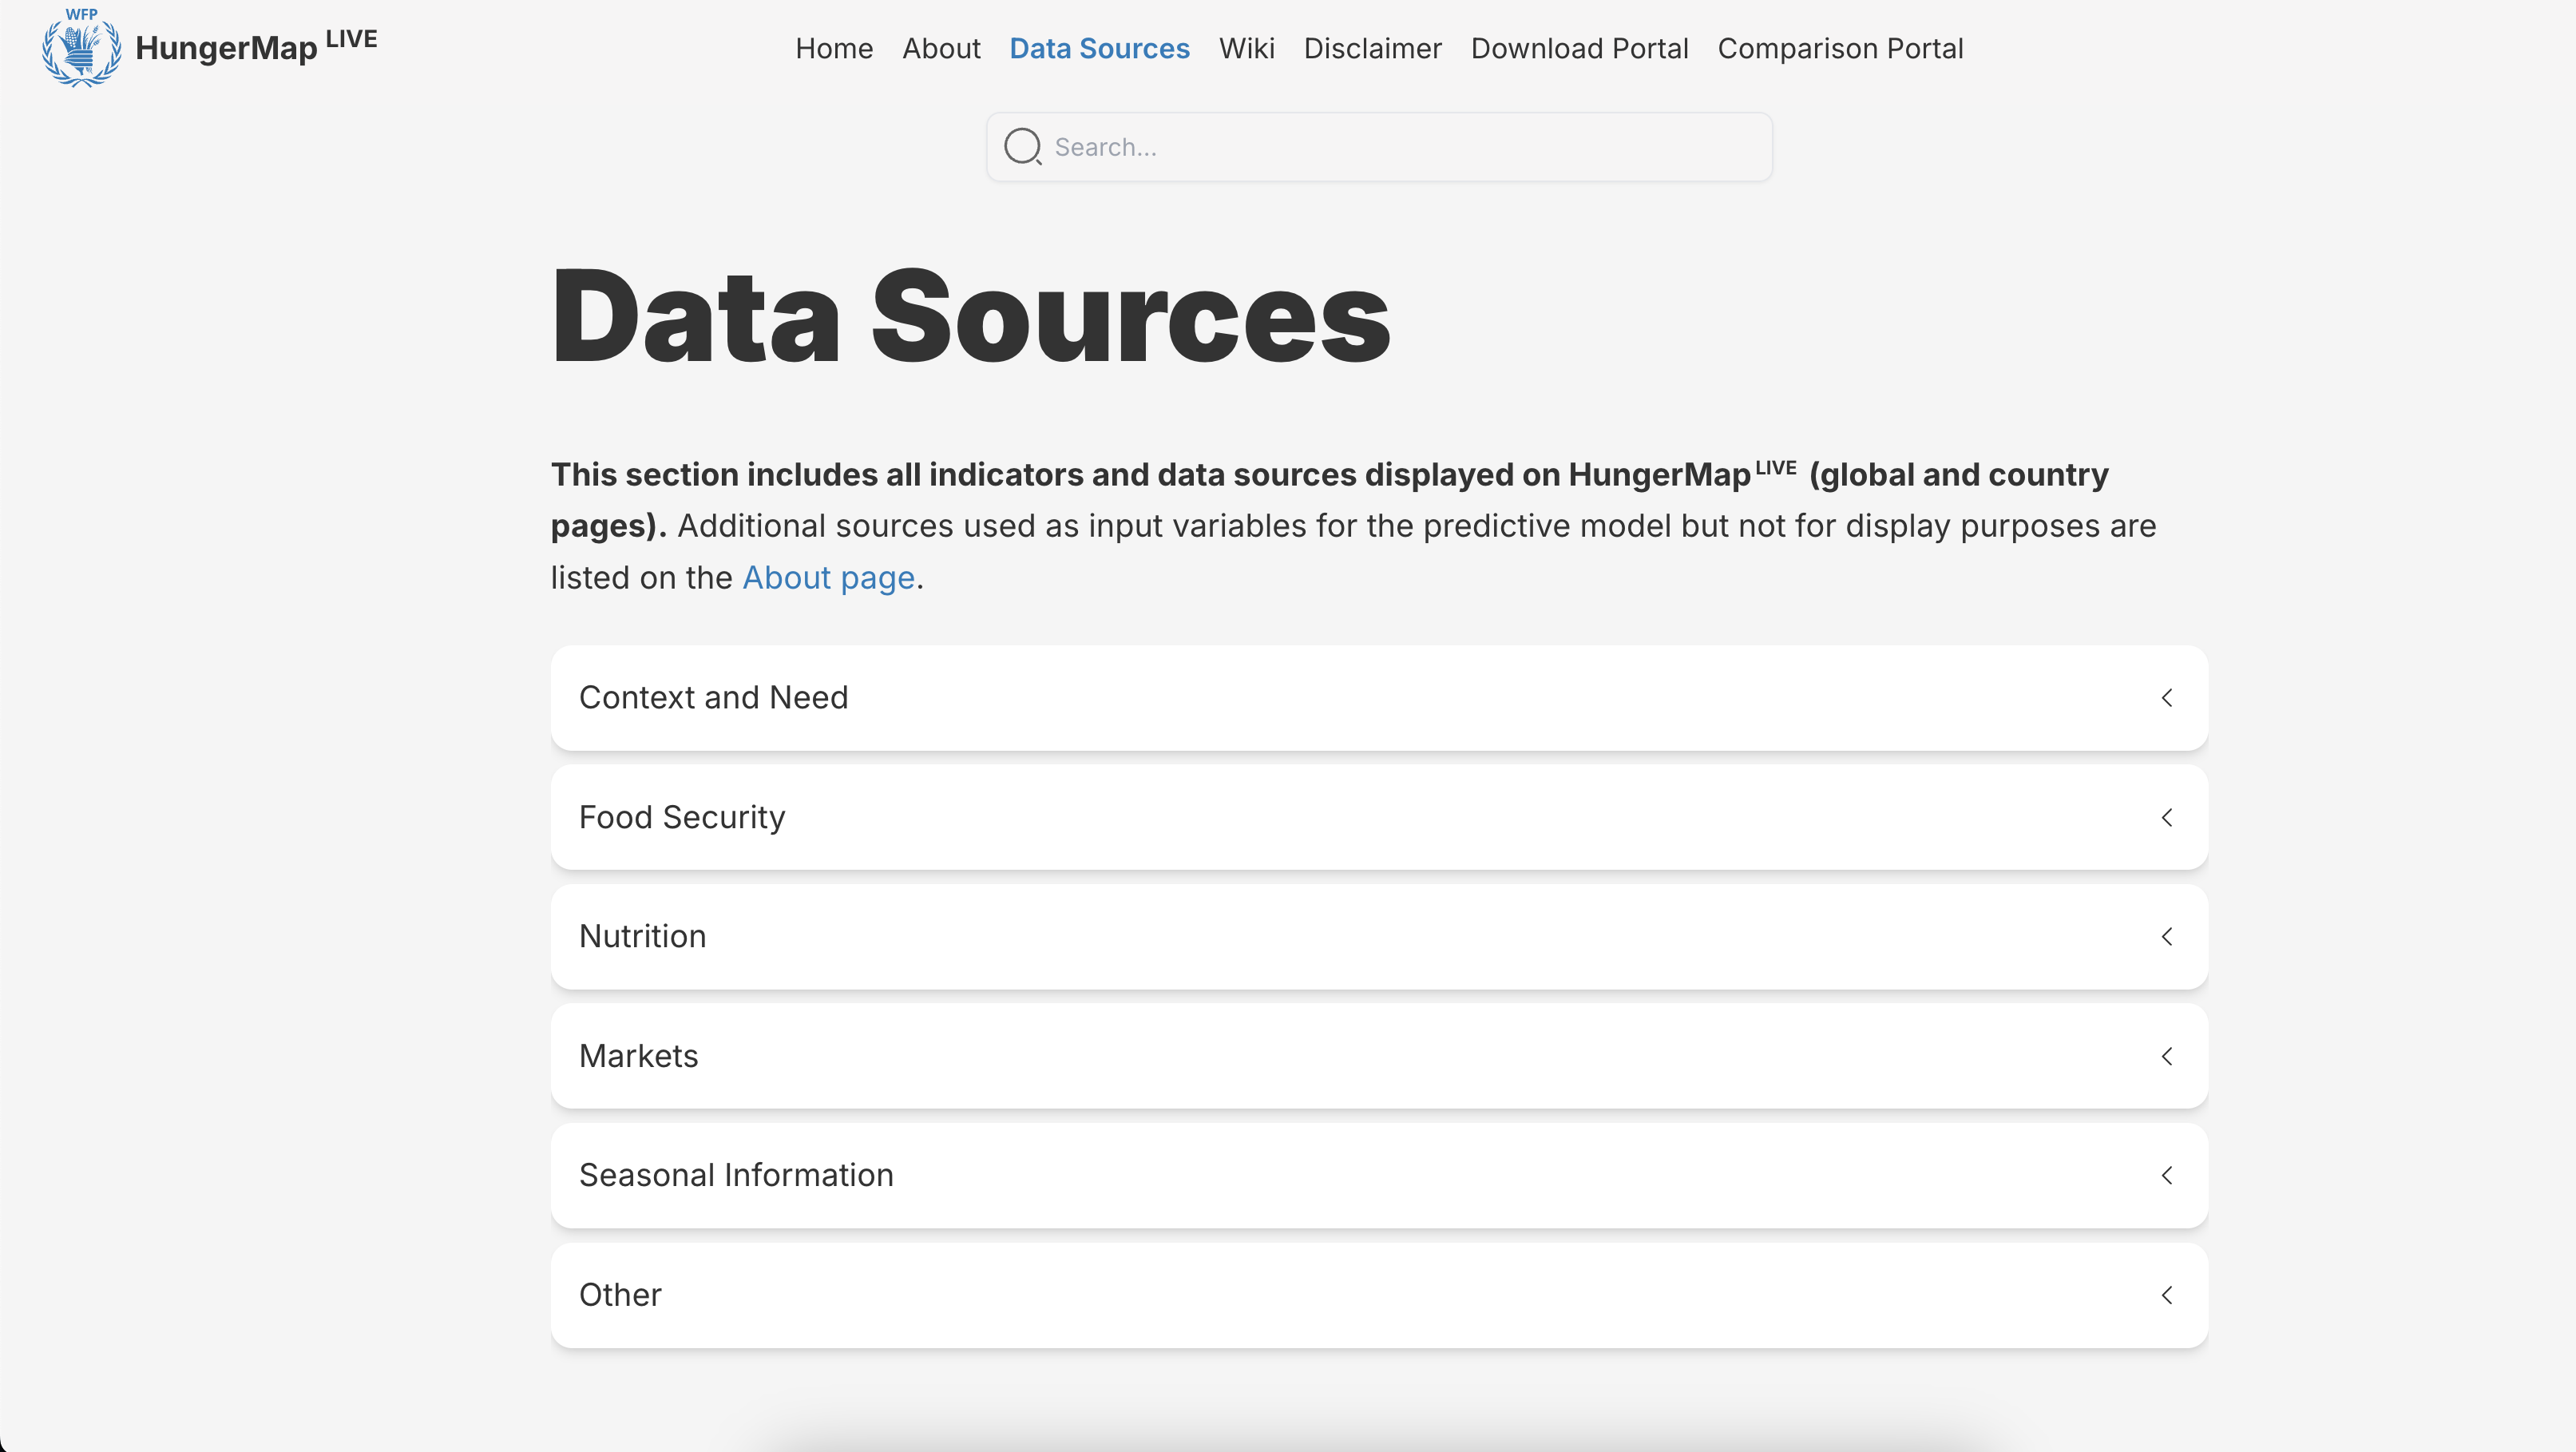 WFP
HungerMap LIVE
Home About Data Sources Wiki Disclaimer Download Portal Comparison Portal
Search...
Data Sources
This section includes all indicators and data sources displayed on HungerMap LIVE (global and country
pages). Additional sources used as input variables for the predictive model but not for display purposes are
listed on the About page.
Context and Need
Food Security
Nutrition
Markets
Seasonal Information
Other